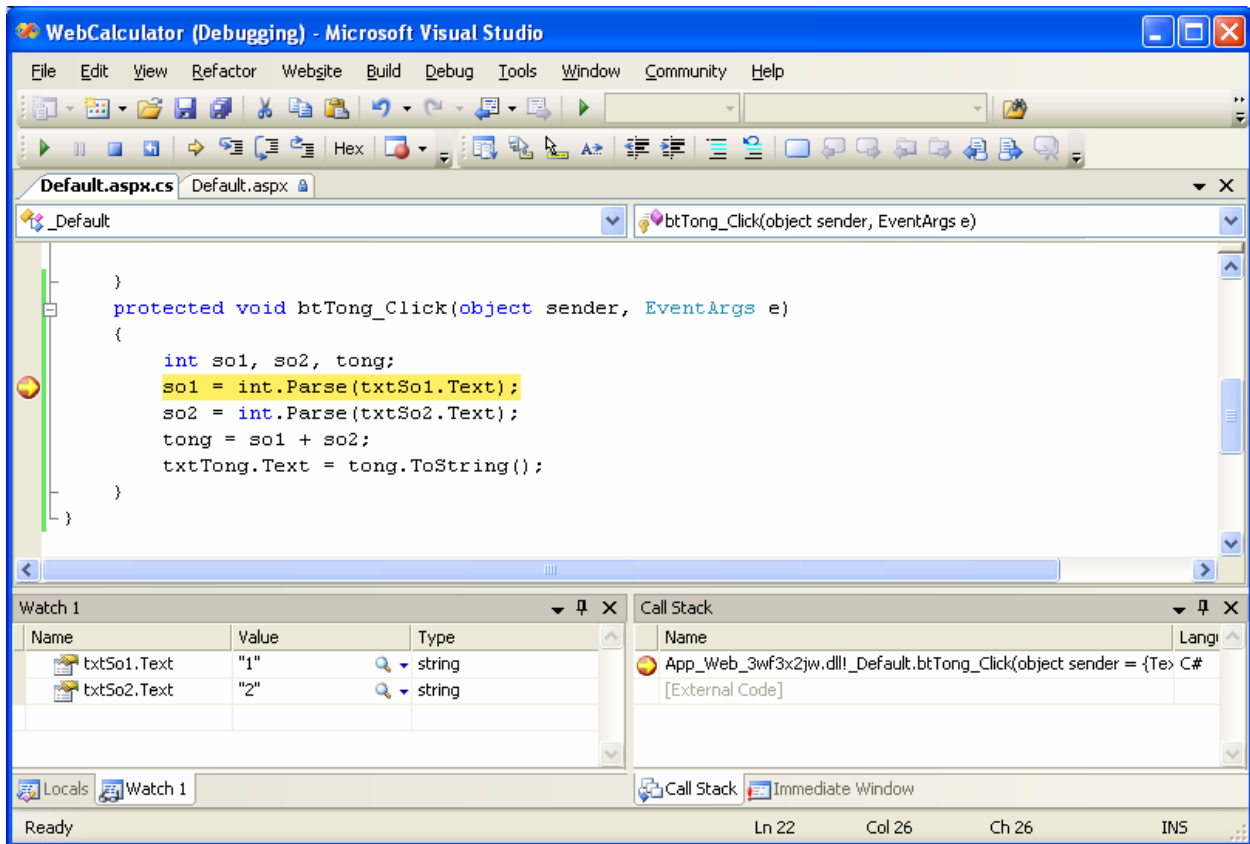 WebCalculator (Debugging) - Microsoft Visual Studio
File Edit View Refactor Website Build Debug Tools Window Community Help
Hex
Default.aspx.cs Default.aspx
_Default btTong_Click(object sender, EventArgs e)
}
protected void btTong_Click(object sender, EventArgs e)
{
int so1, so2, tong;
so1 = int.Parse(txtSo1.Text);
so2 = int.Parse(txtSo2.Text);
tong = so1 + so2;
txtTong.Text = tong.ToString();
}
}
Watch 1
Name Value Type
txtSo1.Text "1" string
txtSo2.Text "2" string
Locals Watch 1
Call Stack
Name Langu
App_Web_3wf3x2jw.dll!_Default.btTong_Click(object sender = {Tex C#
[External Code]
Call Stack Immediate Window
Ready Ln 22 Col 26 Ch 26 INS